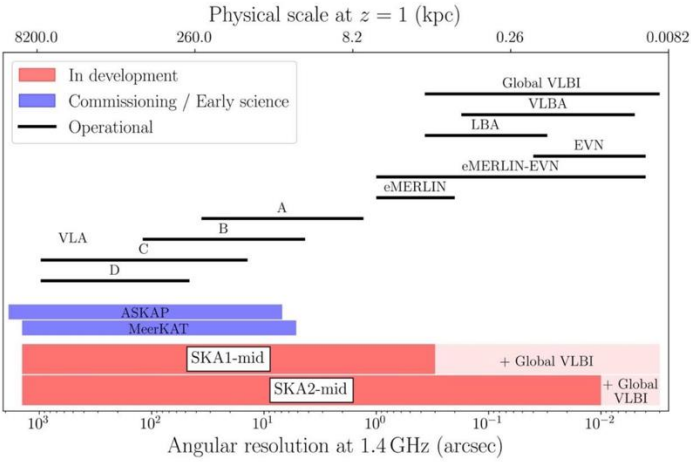 Physical scale at z = 1 (kpc)
8200.0 260.0 8.2 0.26 0.0082
In development
Commissioning / Early science
Operational
Global VLBI
VLBA
LBA
EVN
eMERLIN-EVN
eMERLIN
A
B
VLA
C
D
ASKAP
MeerKAT
SKA1-mid + Global VLBI
SKA2-mid + Global
VLBI
10³ 10² 10¹ 10⁰ 10⁻¹ 10⁻²
Angular resolution at 1.4 GHz (arcsec)